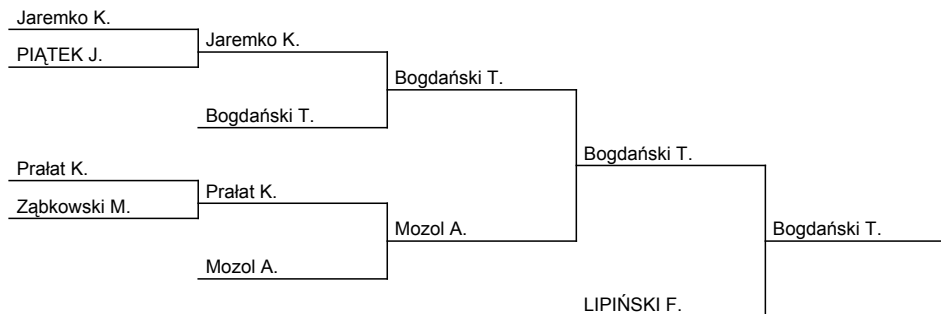 Jaremko K.
PIĄTEK J.
Jaremko K.
Bogdański T.
Bogdański T.
Prałat K.
Ząbkowski M.
Prałat K.
Mozol A.
Mozol A.
Bogdański T.
LIPIŃSKI F.
Bogdański T.